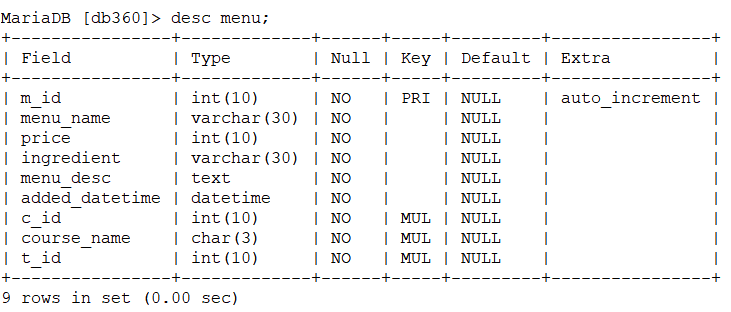 MariaDB [db360]> desc menu;
+----------------+-------------+------+-----+---------+----------------+
| Field          | Type        | Null | Key | Default | Extra          |
+----------------+-------------+------+-----+---------+----------------+
| m_id           | int(10)     | NO   | PRI | NULL    | auto_increment |
| menu_name      | varchar(30) | NO   |     | NULL    |                |
| price          | int(10)     | NO   |     | NULL    |                |
| ingredient     | varchar(30) | NO   |     | NULL    |                |
| menu_desc      | text        | NO   |     | NULL    |                |
| added_datetime | datetime    | NO   |     | NULL    |                |
| c_id           | int(10)     | NO   | MUL | NULL    |                |
| course_name    | char(3)     | NO   | MUL | NULL    |                |
| t_id           | int(10)     | NO   | MUL | NULL    |                |
+----------------+-------------+------+-----+---------+----------------+
9 rows in set (0.00 sec)